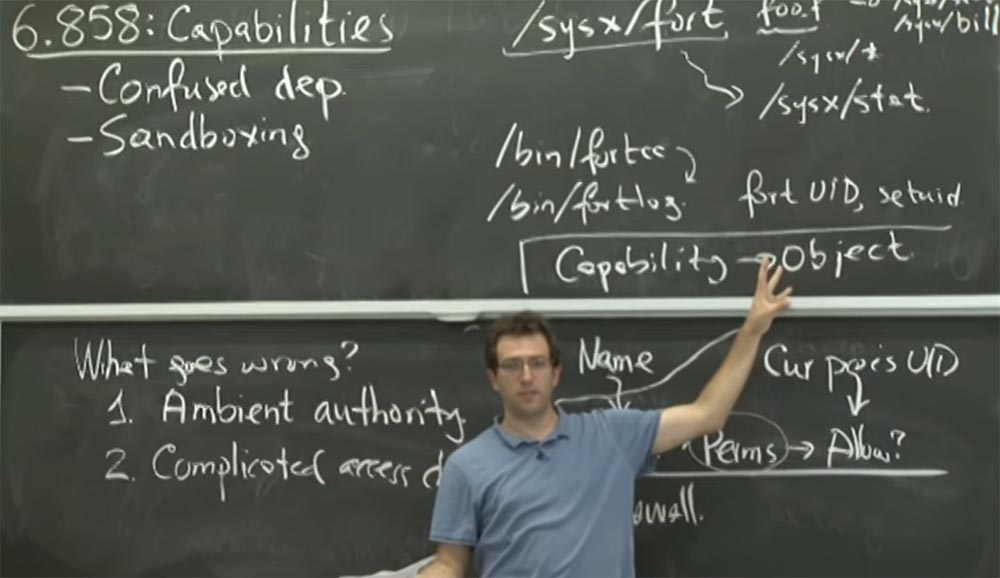 6.858: Capabilities
- Confused dep.
- Sandboxing
/sysx/fort foo.f
/sysx/*
/sysx/stat.
/bin/fortcc
/bin/fortlog.
fort UID, setuid
Capability → Object
What goes wrong?
1. Ambient authority
2. Complicated access
Name
Cur proc's UID
Perms → Allow?